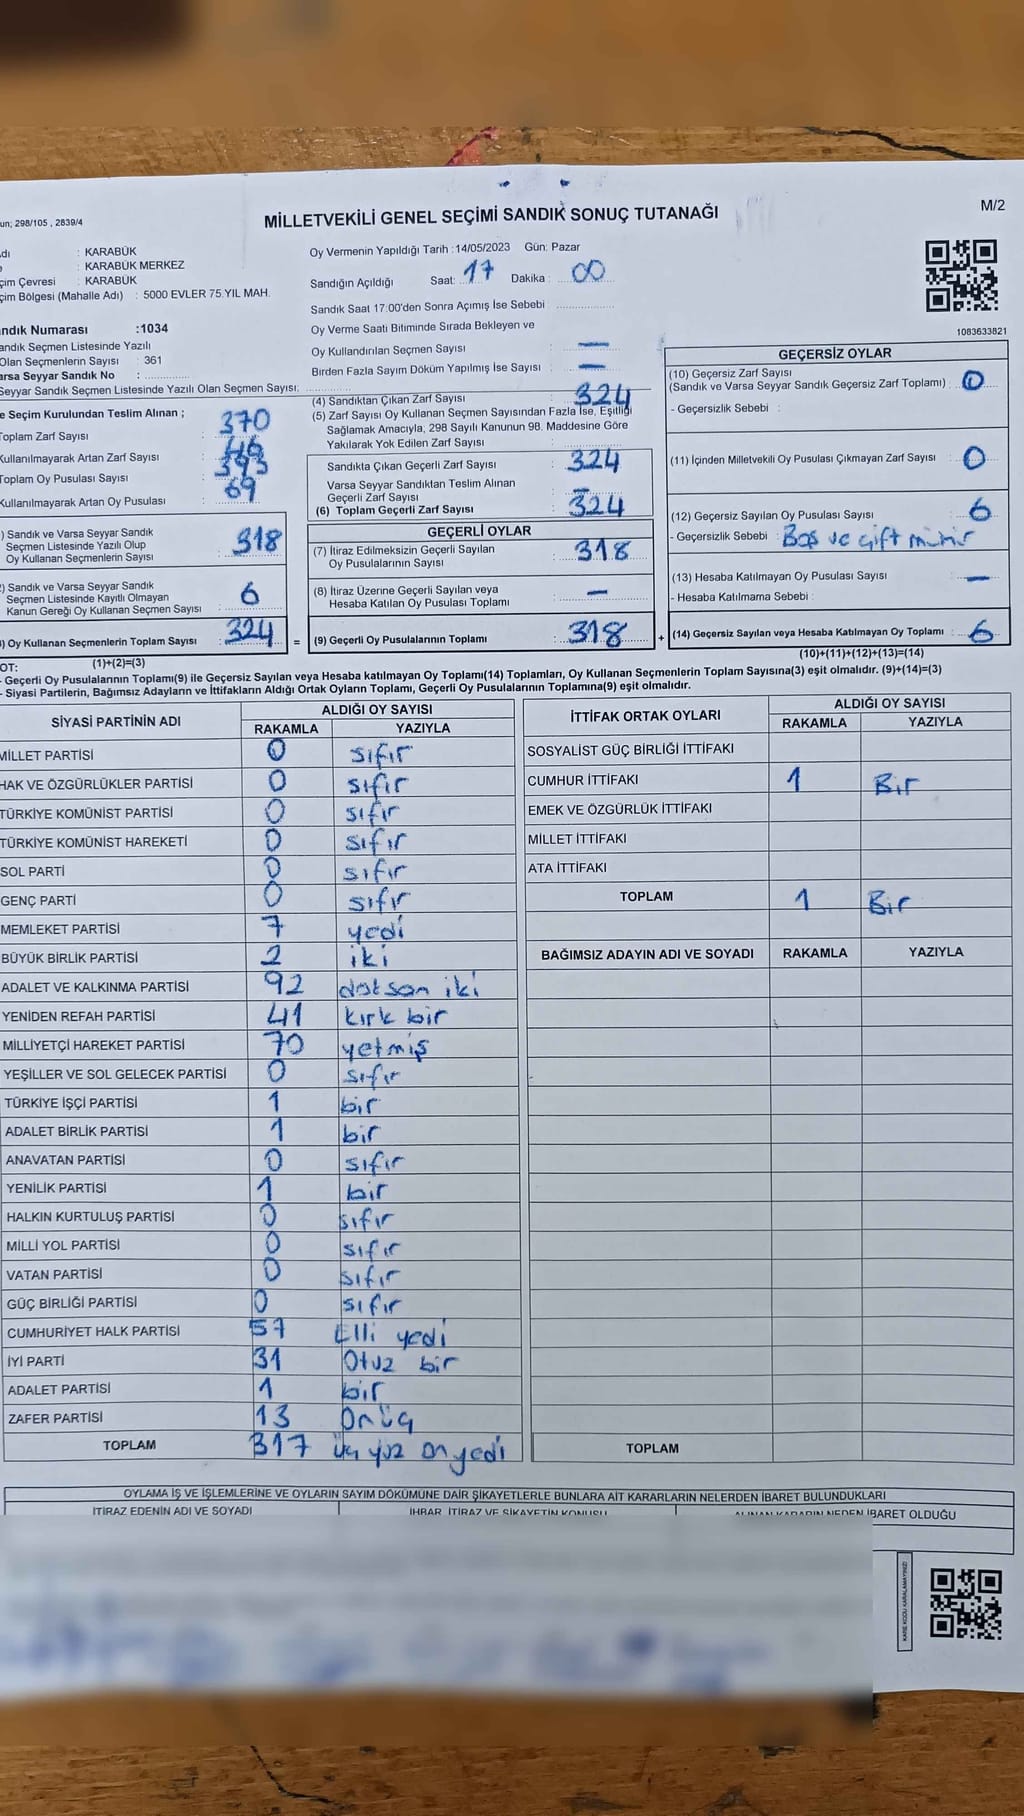 MİLLETVEKİLİ GENEL SEÇİMİ SANDIK SONUÇ TUTANAĞI
M/2
298/105 , 2839/4
: KARABÜK
: KARABÜK MERKEZ
çim Çevresi : KARABÜK
çim Bölgesi (Mahalle Adı) : 5000 EVLER 75.YIL MAH.
ndık Numarası :1034
andık Seçmen Listesinde Yazılı
Olan Seçmenlerin Sayısı : 361
arsa Seyyar Sandık No :
Seyyar Sandık Seçmen Listesinde Yazılı Olan Seçmen Sayısı:
e Seçim Kurulundan Teslim Alınan ;
Toplam Zarf Sayısı : 370
Kullanılmayarak Artan Zarf Sayısı : 46
Toplam Oy Pusulası Sayısı : 393
Kullanılmayarak Artan Oy Pusulası : 69
) Sandık ve Varsa Seyyar Sandık
Seçmen Listesinde Yazılı Olup
Oy Kullanan Seçmenlerin Sayısı : 318
) Sandık ve Varsa Seyyar Sandık
Seçmen Listesinde Kayıtlı Olmayan
Kanun Gereği Oy Kullanan Seçmen Sayısı : 6
) Oy Kullanan Seçmenlerin Toplam Sayısı : 324 =
(1)+(2)=(3)
Oy Vermenin Yapıldığı Tarih :14/05/2023 Gün: Pazar
Sandığın Açıldığı Saat: 17 Dakika : 00
Sandık Saat 17:00'den Sonra Açımış İse Sebebi :
Oy Verme Saati Bitiminde Sırada Bekleyen ve
Oy Kullandırılan Seçmen Sayısı : —
Birden Fazla Sayım Döküm Yapılmış İse Sayısı : —
(4) Sandıktan Çıkan Zarf Sayısı : 324
(5) Zarf Sayısı Oy Kullanan Seçmen Sayısından Fazla İse, Eşitliği
Sağlamak Amacıyla, 298 Sayılı Kanunun 98. Maddesine Göre
Yakılarak Yok Edilen Zarf Sayısı :
Sandıkta Çıkan Geçerli Zarf Sayısı : 324
Varsa Seyyar Sandıktan Teslim Alınan
Geçerli Zarf Sayısı : —
(6) Toplam Geçerli Zarf Sayısı : 324
GEÇERLİ OYLAR
(7) İtiraz Edilmeksizin Geçerli Sayılan
Oy Pusulalarının Sayısı : 318
(8) İtiraz Üzerine Geçerli Sayılan veya
Hesaba Katılan Oy Pusulası Toplamı : —
(9) Geçerli Oy Pusulalarının Toplamı : 318 +
1083633821
GEÇERSİZ OYLAR
(10) Geçersiz Zarf Sayısı
(Sandık ve Varsa Seyyar Sandık Geçersiz Zarf Toplamı) : 0
- Geçersizlik Sebebi :
(11) İçinden Milletvekili Oy Pusulası Çıkmayan Zarf Sayısı : 0
(12) Geçersiz Sayılan Oy Pusulası Sayısı : 6
- Geçersizlik Sebebi : Boş ve çift mühür
(13) Hesaba Katılmayan Oy Pusulası Sayısı : —
- Hesaba Katılmama Sebebi :
(14) Geçersiz Sayılan veya Hesaba Katılmayan Oy Toplamı : 6
(10)+(11)+(12)+(13)=(14)
OT:
- Geçerli Oy Pusulalarının Toplamı(9) ile Geçersiz Sayılan veya Hesaba katılmayan Oy Toplamı(14) Toplamları, Oy Kullanan Seçmenlerin Toplam Sayısına(3) eşit olmalıdır. (9)+(14)=(3)
- Siyasi Partilerin, Bağımsız Adayların ve İttifakların Aldığı Ortak Oyların Toplamı, Geçerli Oy Pusulalarının Toplamına(9) eşit olmalıdır.
SİYASİ PARTİNİN ADI ALDIĞI OY SAYISI
RAKAMLA YAZIYLA
MİLLET PARTİSİ 0 sıfır
HAK VE ÖZGÜRLÜKLER PARTİSİ 0 sıfır
TÜRKİYE KOMÜNİST PARTİSİ 0 sıfır
TÜRKİYE KOMÜNİST HAREKETİ 0 sıfır
SOL PARTİ 0 sıfır
GENÇ PARTİ 0 sıfır
MEMLEKET PARTİSİ 7 yedi
BÜYÜK BİRLİK PARTİSİ 2 iki
ADALET VE KALKINMA PARTİSİ 92 doksan iki
YENİDEN REFAH PARTİSİ 41 kırk bir
MİLLİYETÇİ HAREKET PARTİSİ 70 yetmiş
YEŞİLLER VE SOL GELECEK PARTİSİ 0 sıfır
TÜRKİYE İŞÇİ PARTİSİ 1 bir
ADALET BİRLİK PARTİSİ 1 bir
ANAVATAN PARTİSİ 0 sıfır
YENİLİK PARTİSİ 1 bir
HALKIN KURTULUŞ PARTİSİ 0 sıfır
MİLLİ YOL PARTİSİ 0 sıfır
VATAN PARTİSİ 0 sıfır
GÜÇ BİRLİĞİ PARTİSİ 0 sıfır
CUMHURİYET HALK PARTİSİ 57 Elli yedi
İYİ PARTİ 31 Otuz bir
ADALET PARTİSİ 1 bir
ZAFER PARTİSİ 13 Onüç
TOPLAM 317 üç yüz on yedi
İTTİFAK ORTAK OYLARI ALDIĞI OY SAYISI
RAKAMLA YAZIYLA
SOSYALİST GÜÇ BİRLİĞİ İTTİFAKI
CUMHUR İTTİFAKI 1 Bir
EMEK VE ÖZGÜRLÜK İTTİFAKI
MİLLET İTTİFAKI
ATA İTTİFAKI
TOPLAM 1 Bir
BAĞIMSIZ ADAYIN ADI VE SOYADI RAKAMLA YAZIYLA
TOPLAM
OYLAMA İŞ VE İŞLEMLERİNE VE OYLARIN SAYIM DÖKÜMÜNE DAİR ŞİKAYETLERLE BUNLARA AİT KARARLARIN NELERDEN İBARET BULUNDUKLARI
İTİRAZ EDENİN ADI VE SOYADI İHBAR, İTİRAZ VE ŞİKAYETİN KONUSU ALINAN KARARIN NEDEN İBARET OLDUĞU
KARE KODU KARALAMAYINIZ!